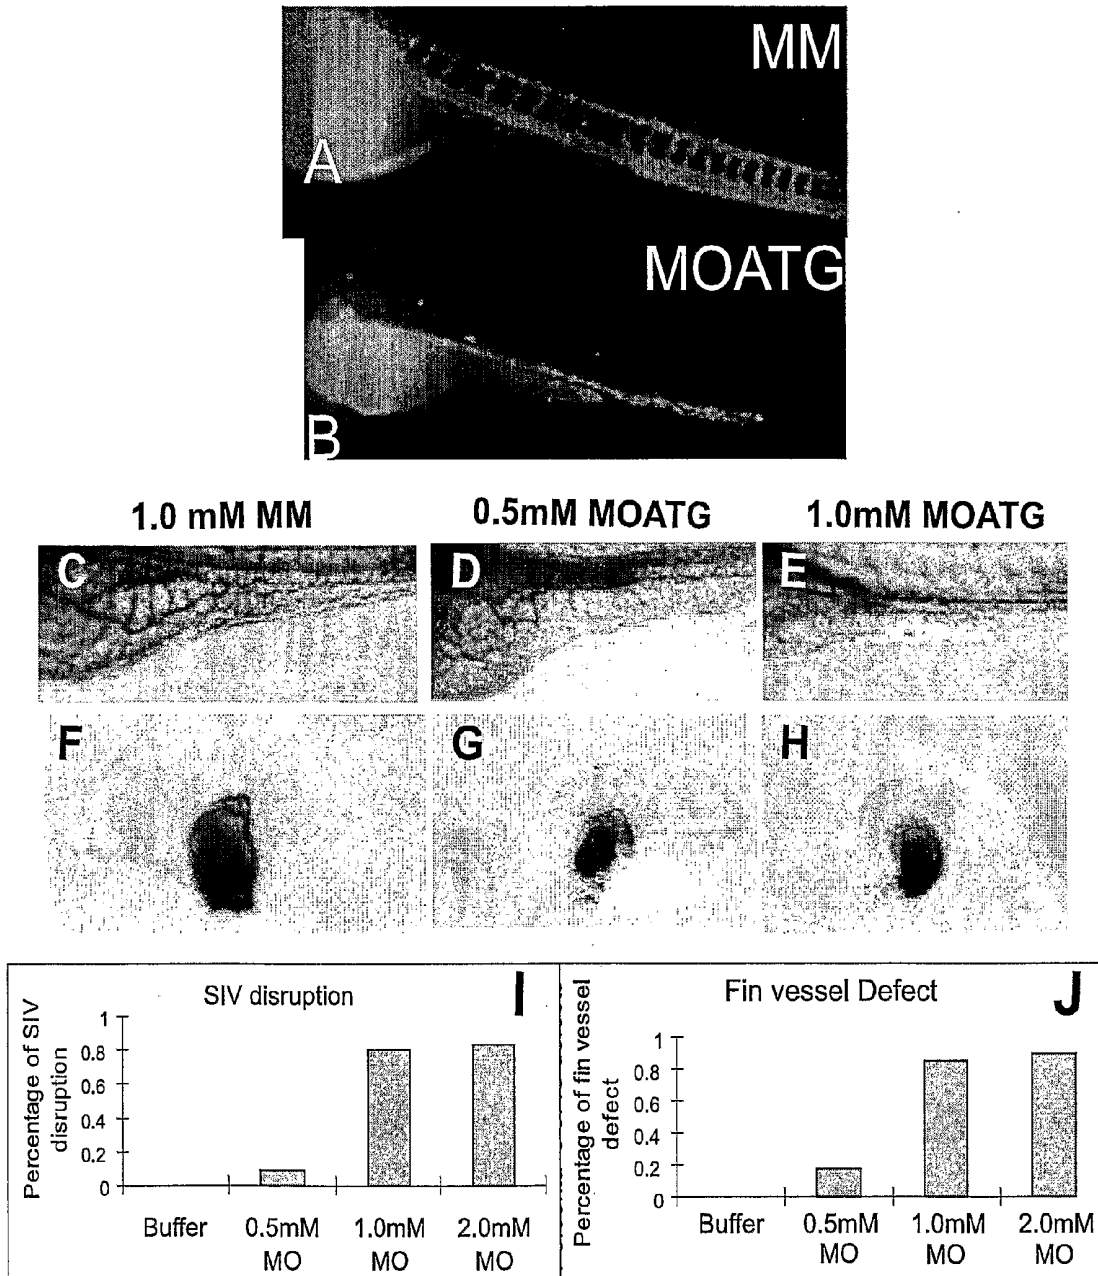 MM
A
MOATG
B
1.0 mM MM
0.5mM MOATG
1.0mM MOATG
C
D
E
F
G
H
SIV disruption
I
Percentage of SIV
disruption
1
0.8
0.6
0.4
0.2
0
Buffer
0.5mM
MO
1.0mM
MO
2.0mM
MO
Fin vessel Defect
J
Percentage of fin vessel
defect
1
0.8
0.6
0.4
0.2
0
Buffer
0.5mM
MO
1.0mM
MO
2.0mM
MO